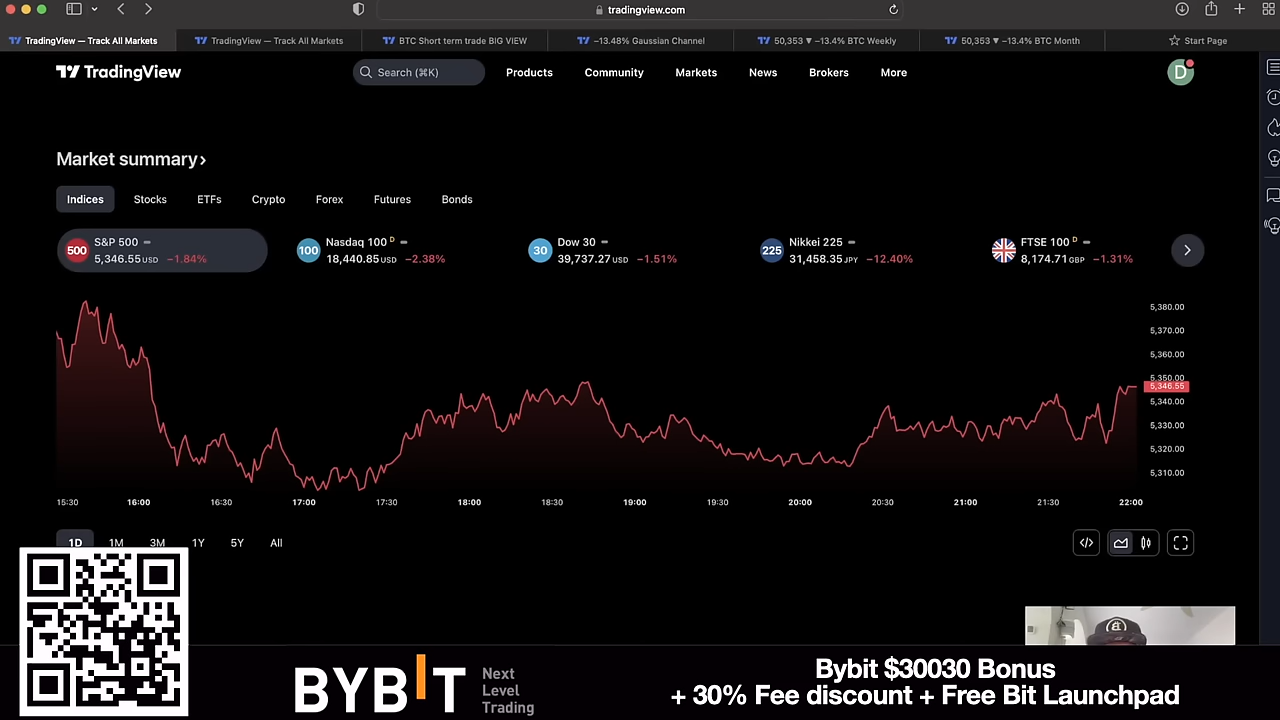 tradingview.com
TradingView — Track All Markets
TradingView — Track All Markets
BTC Short term trade BIG VIEW
−13.48% Gaussian Channel
50,353 ▼ −13.4% BTC Weekly
50,353 ▼ −13.4% BTC Month
Start Page
TradingView
Search (⌘K)
Products
Community
Markets
News
Brokers
More
D
Market summary›
Indices
Stocks
ETFs
Crypto
Forex
Futures
Bonds
500
S&P 500
5,346.55 USD −1.84%
100
Nasdaq 100 D
18,440.85 USD −2.38%
30
Dow 30
39,737.27 USD −1.51%
225
Nikkei 225
31,458.35 JPY −12.40%
FTSE 100 D
8,174.71 GBP −1.31%
5,380.00
5,370.00
5,360.00
5,350.00
5,346.55
5,340.00
5,330.00
5,320.00
5,310.00
15:30 16:00 16:30 17:00 17:30 18:00 18:30 19:00 19:30 20:00 20:30 21:00 21:30 22:00
1D 1M 3M 1Y 5Y All
BYBIT
Next
Level
Trading
Bybit $30030 Bonus
+ 30% Fee discount + Free Bit Launchpad